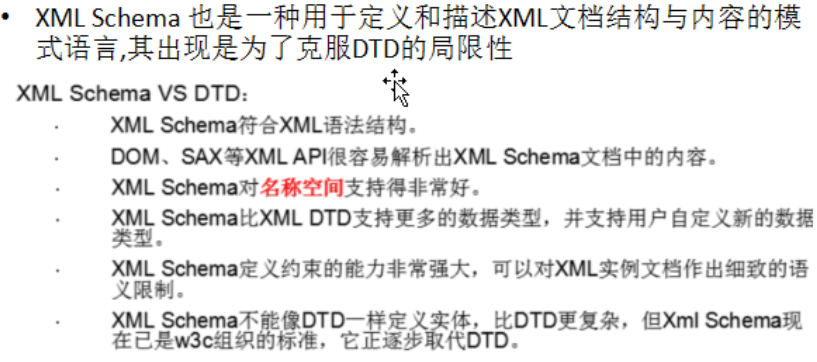 • XML Schema 也是一种用于定义和描述XML文档结构与内容的模
式语言,其出现是为了克服DTD的局限性
XML Schema VS DTD：
· XML Schema符合XML语法结构。
· DOM、SAX等XML API很容易解析出XML Schema文档中的内容。
· XML Schema对名称空间支持得非常好。
· XML Schema比XML DTD支持更多的数据类型，并支持用户自定义新的数据
类型。
· XML Schema定义约束的能力非常强大，可以对XML实例文档作出细致的语
义限制。
· XML Schema不能像DTD一样定义实体，比DTD更复杂，但Xml Schema现
在已是w3c组织的标准，它正逐步取代DTD。